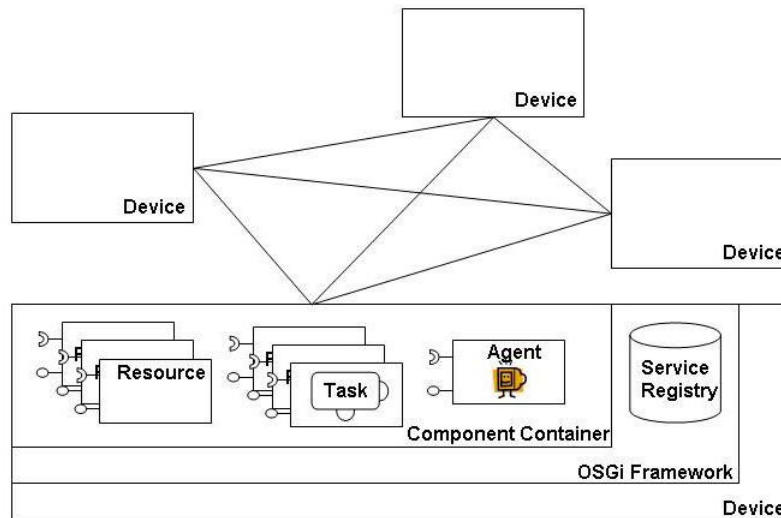 Device
Device
Device
Resource
Task
Agent
Service
Registry
Component Container
OSGi Framework
Device